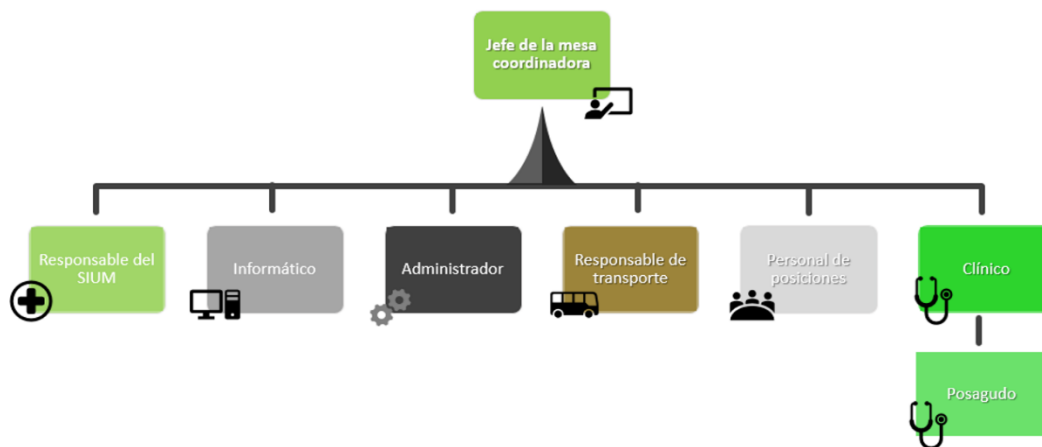 Jefe de la mesa
coordinadora
Responsable del
SIUM
Informático
Administrador
Responsable de
transporte
Personal de
posiciones
Clínico
Posagudo